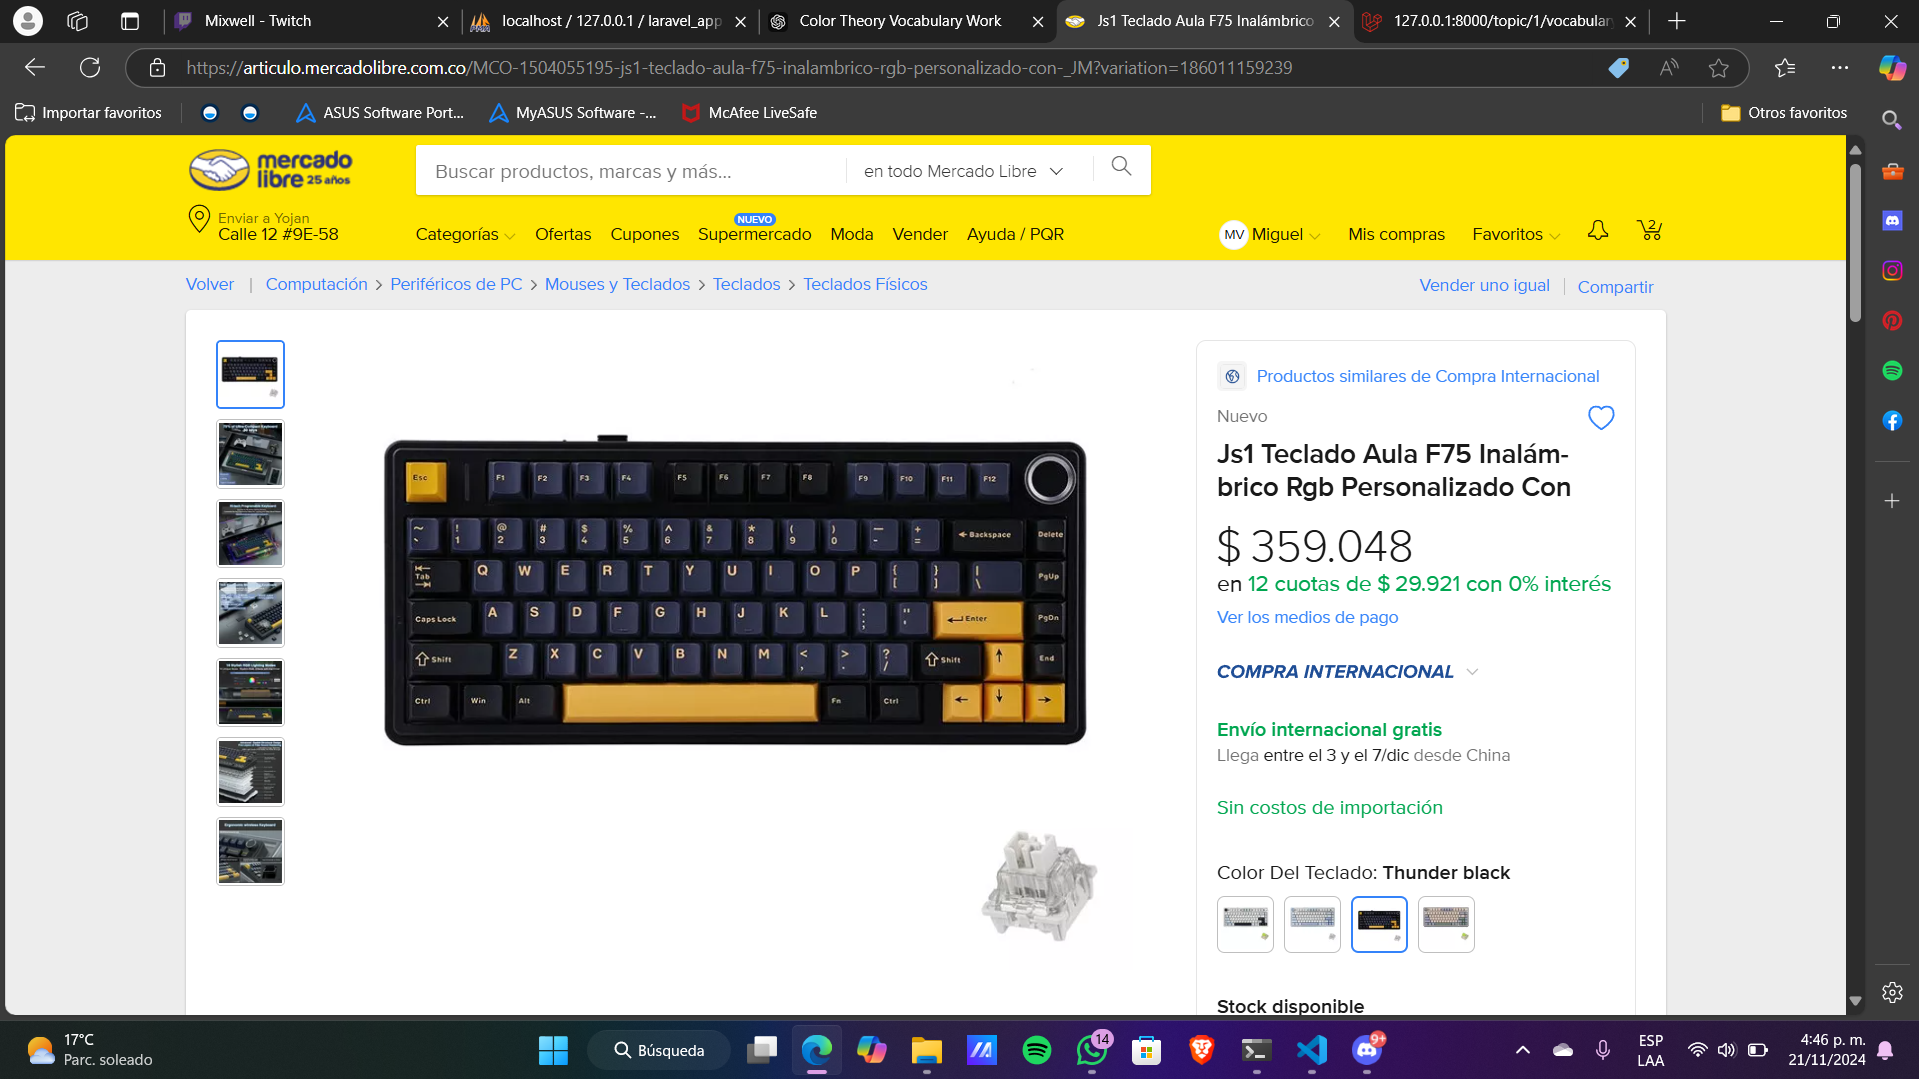 Mixwell - Twitch
localhost / 127.0.0.1 / laravel_app
Color Theory Vocabulary Work
Js1 Teclado Aula F75 Inalámbrico
127.0.0.1:8000/topic/1/vocabulary
https://articulo.mercadolibre.com.co/MCO-1504055195-js1-teclado-aula-f75-inalambrico-rgb-personalizado-con-_JM?variation=186011159239
Importar favoritos
ASUS Software Port...
MyASUS Software -...
McAfee LiveSafe
Otros favoritos
mercado
libre 25 años
Buscar productos, marcas y más...
en todo Mercado Libre
Enviar a Yojan
Calle 12 #9E-58
Categorías
Ofertas
Cupones
NUEVO
Supermercado
Moda
Vender
Ayuda / PQR
MV
Miguel
Mis compras
Favoritos
2
Volver | Computación > Periféricos de PC > Mouses y Teclados > Teclados > Teclados Físicos
Vender uno igual | Compartir
Esc F1 F2 F3 F4 F5 F6 F7 F8 F9 F10 F11 F12
~ ` ! 1 @ 2 # 3 $ 4 % 5 ^ 6 & 7 * 8 ( 9 ) 0 — - + = Backspace Delete
Tab Q W E R T Y U I O P { [ } ] | \ PgUp
Caps Lock A S D F G H J K L : ; " ' Enter PgDn
Shift Z X C V B N M < , > . ? / Shift ↑ End
Ctrl Win Alt Fn Ctrl ← ↓ →
Productos similares de Compra Internacional
Nuevo
Js1 Teclado Aula F75 Inalám-
brico Rgb Personalizado Con
$ 359.048
en 12 cuotas de $ 29.921 con 0% interés
Ver los medios de pago
COMPRA INTERNACIONAL
Envío internacional gratis
Llega entre el 3 y el 7/dic desde China
Sin costos de importación
Color Del Teclado: Thunder black
Stock disponible
17°C
Parc. soleado
Búsqueda
14
9+
ESP
LAA
4:46 p. m.
21/11/2024